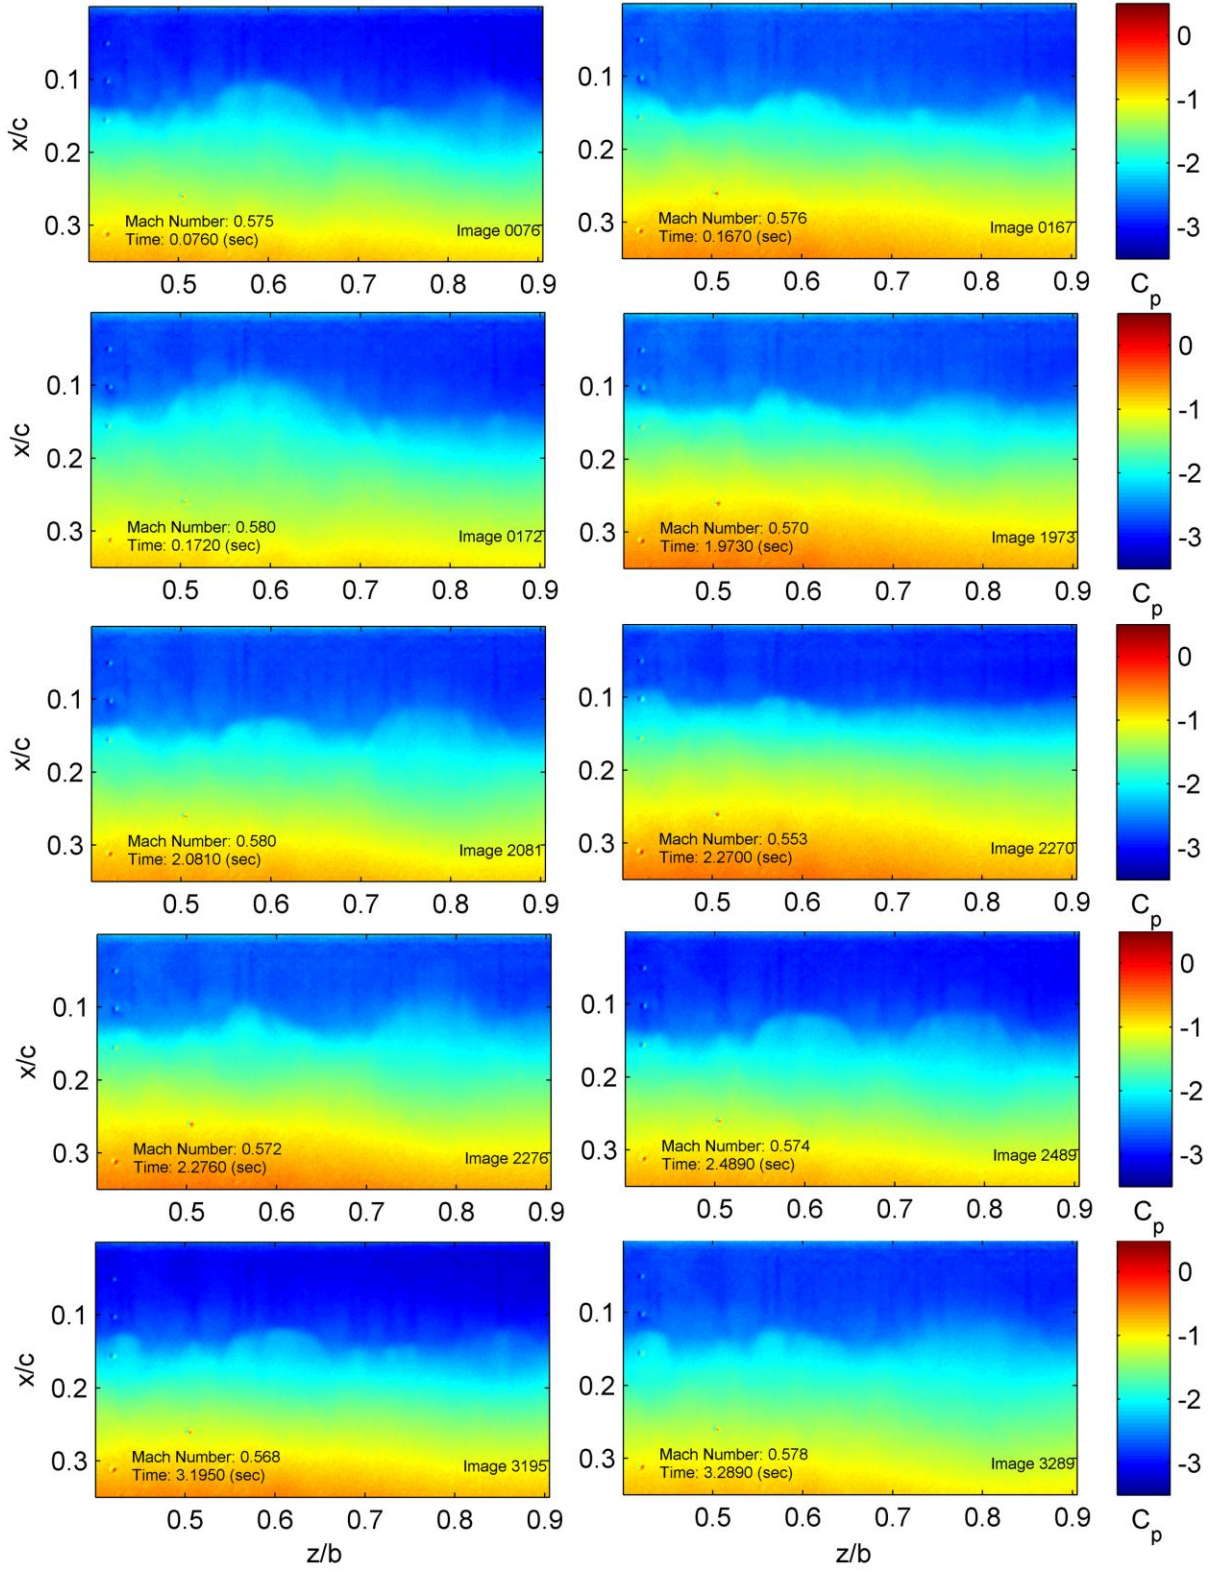 x/c
0.1
0.2
0.3
Mach Number: 0.575
Time: 0.0760 (sec)
Image 0076
0.5 0.6 0.7 0.8 0.9
0.1
0.2
0.3
Mach Number: 0.576
Time: 0.1670 (sec)
Image 0167
0.5 0.6 0.7 0.8 0.9
0
-1
-2
-3
Cp
x/c
0.1
0.2
0.3
Mach Number: 0.580
Time: 0.1720 (sec)
Image 0172
0.5 0.6 0.7 0.8 0.9
0.1
0.2
0.3
Mach Number: 0.570
Time: 1.9730 (sec)
Image 1973
0.5 0.6 0.7 0.8 0.9
0
-1
-2
-3
Cp
x/c
0.1
0.2
0.3
Mach Number: 0.580
Time: 2.0810 (sec)
Image 2081
0.5 0.6 0.7 0.8 0.9
0.1
0.2
0.3
Mach Number: 0.553
Time: 2.2700 (sec)
Image 2270
0.5 0.6 0.7 0.8 0.9
0
-1
-2
-3
Cp
x/c
0.1
0.2
0.3
Mach Number: 0.572
Time: 2.2760 (sec)
Image 2276
0.5 0.6 0.7 0.8 0.9
0.1
0.2
0.3
Mach Number: 0.574
Time: 2.4890 (sec)
Image 2489
0.5 0.6 0.7 0.8 0.9
0
-1
-2
-3
Cp
x/c
0.1
0.2
0.3
Mach Number: 0.568
Time: 3.1950 (sec)
Image 3195
0.5 0.6 0.7 0.8 0.9
z/b
0.1
0.2
0.3
Mach Number: 0.578
Time: 3.2890 (sec)
Image 3289
0.5 0.6 0.7 0.8 0.9
z/b
0
-1
-2
-3
Cp